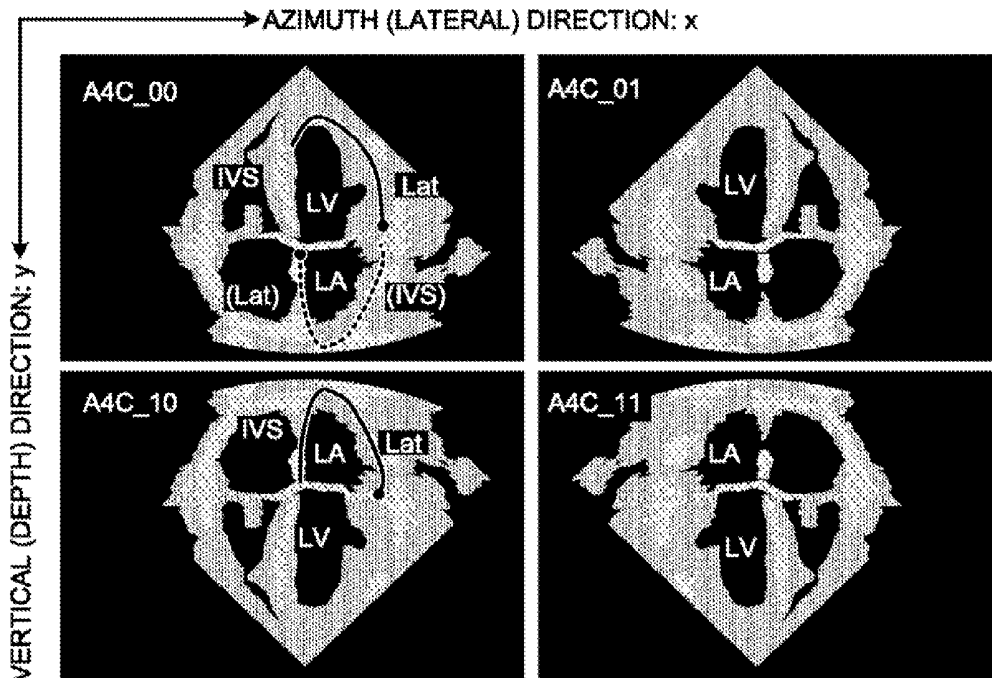 AZIMUTH (LATERAL) DIRECTION: x
VERTICAL (DEPTH) DIRECTION: y
A4C_00
IVS
LV
Lat
(Lat)
LA
(IVS)
A4C_01
LV
LA
A4C_10
IVS
LA
Lat
LV
A4C_11
LA
LV